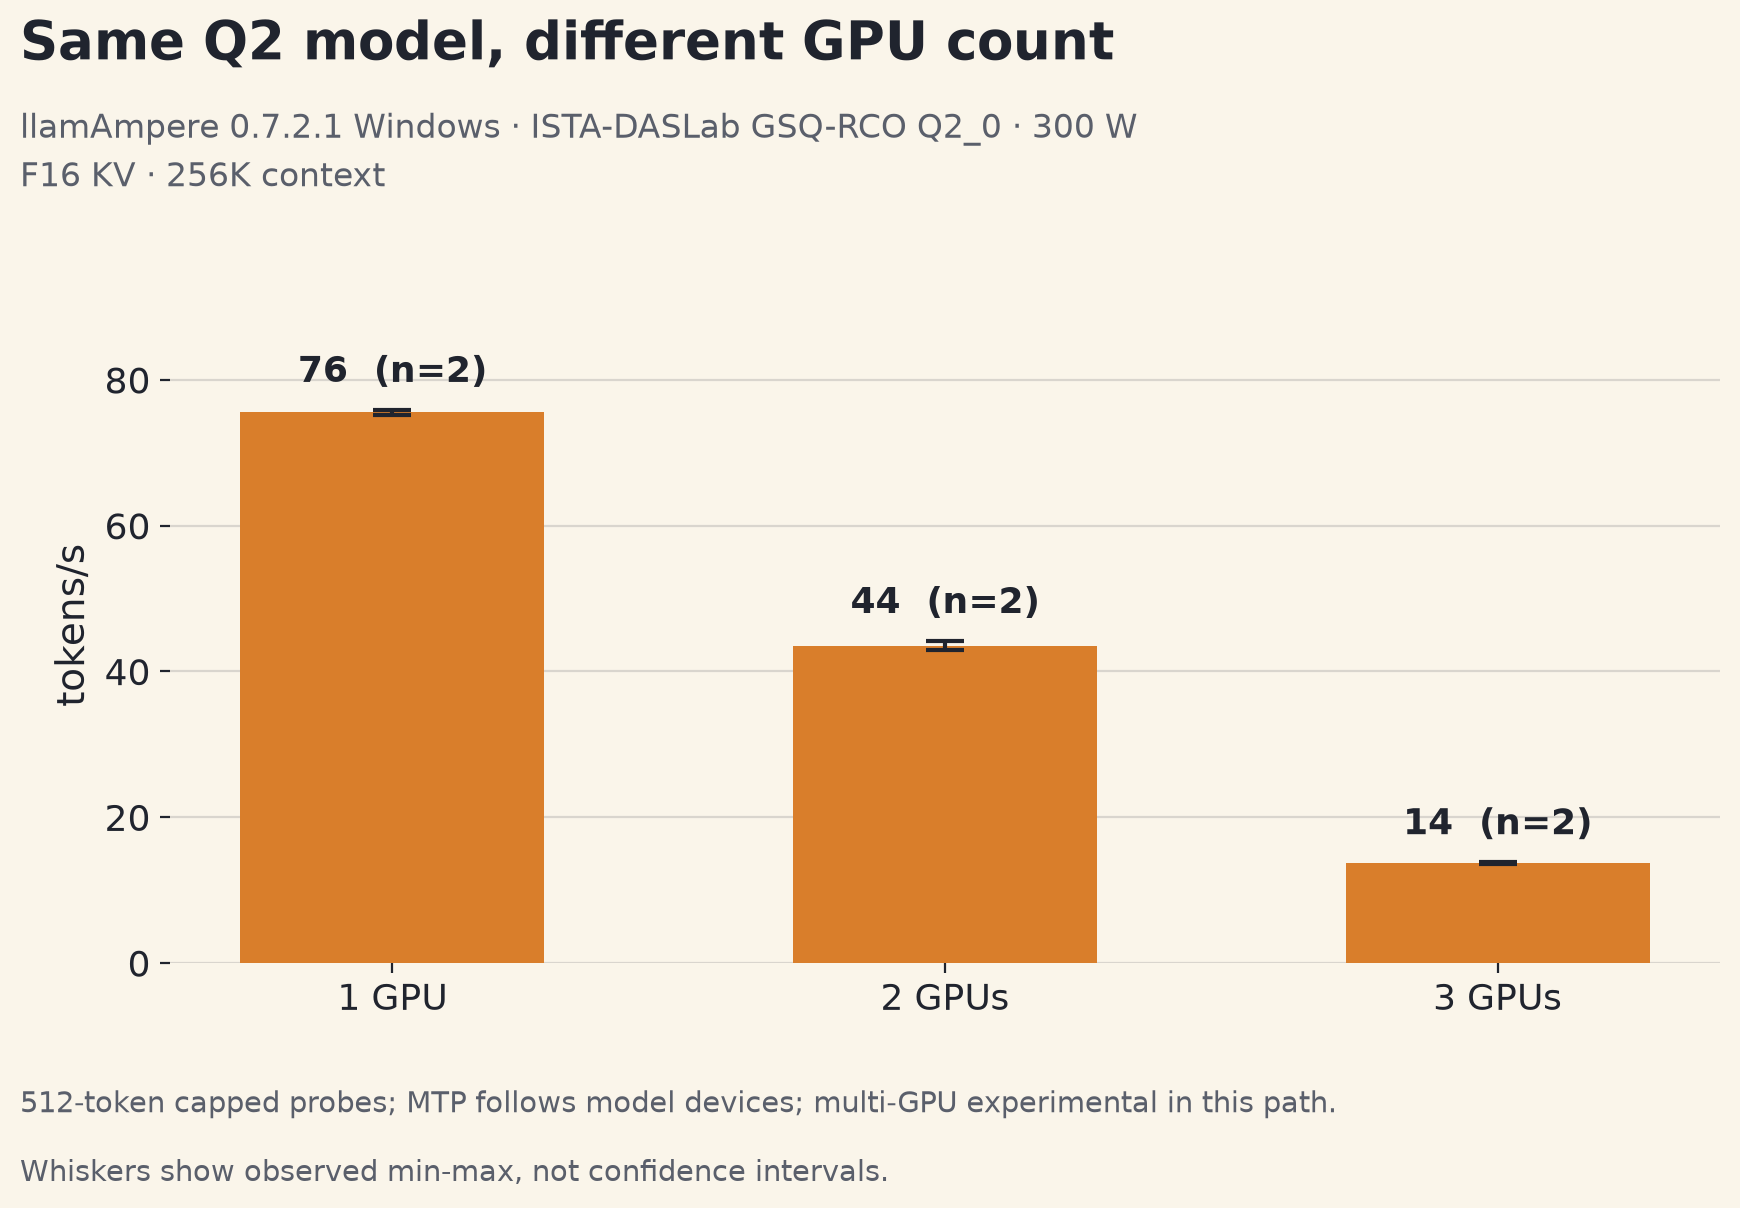 Same Q2 model, different GPU count
llamAmpere 0.7.2.1 Windows · ISTA-DASLab GSQ-RCO Q2_0 · 300 W
F16 KV · 256K context
76 (n=2)
44 (n=2)
14 (n=2)
80
60
40
20
0
tokens/s
1 GPU
2 GPUs
3 GPUs
512-token capped probes; MTP follows model devices; multi-GPU experimental in this path.
Whiskers show observed min-max, not confidence intervals.